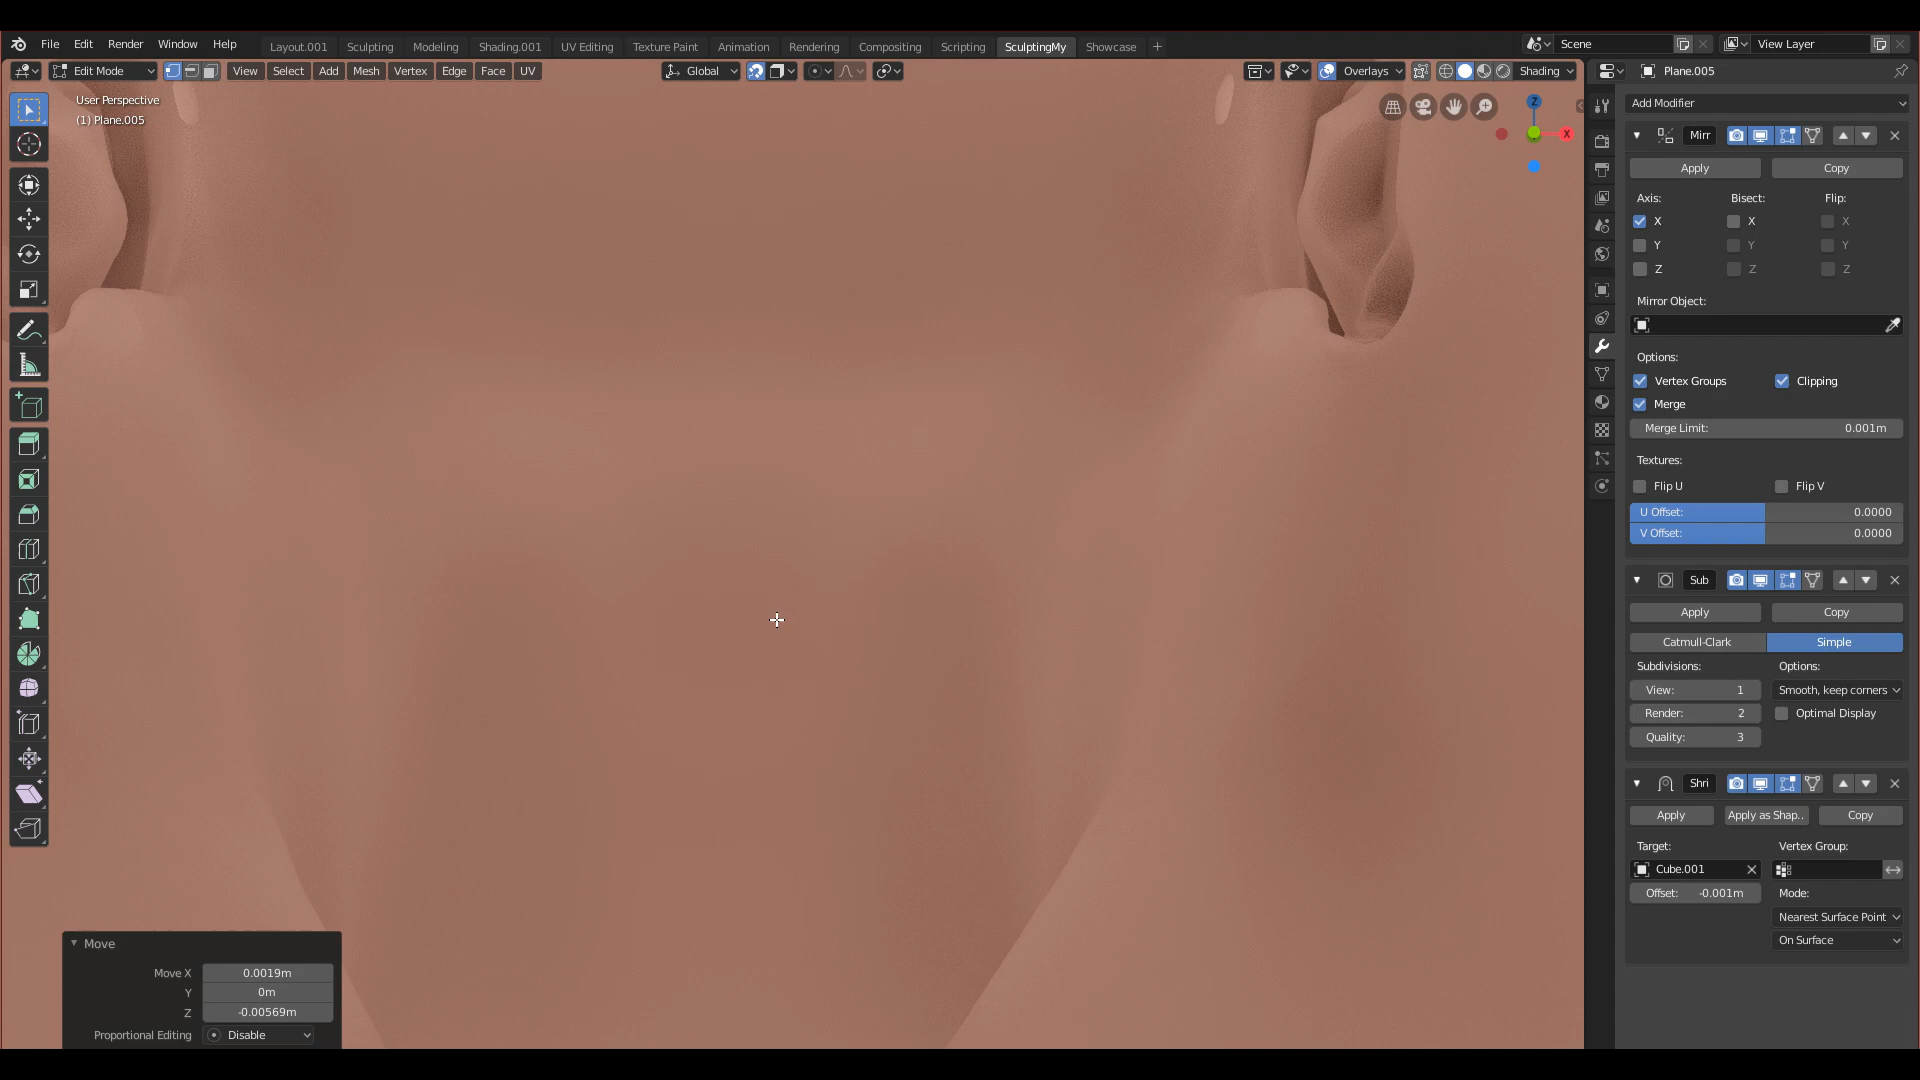 File Edit Render Window Help Layout.001 Sculpting Modeling Shading.001 UV Editing Texture Paint Animation Rendering Compositing Scripting SculptingMy Showcase + Scene View Layer
Edit Mode View Select Add Mesh Vertex Edge Face UV Global Overlays Shading Plane.005
User Perspective
(1) Plane.005
Z
X
Add Modifier
Mirr
Apply Copy
Axis: Bisect: Flip:
X X X
Y Y Y
Z Z Z
Mirror Object:
Options:
Vertex Groups Clipping
Merge
Merge Limit: 0.001m
Textures:
Flip U Flip V
U Offset: 0.0000
V Offset: 0.0000
Sub
Apply Copy
Catmull-Clark Simple
Subdivisions: Options:
View: 1 Smooth, keep corners
Render: 2 Optimal Display
Quality: 3
Shri
Apply Apply as Shap.. Copy
Target: Vertex Group:
Cube.001
Offset: -0.001m Mode:
Nearest Surface Point
On Surface
Move
Move X 0.0019m
Y 0m
Z -0.00569m
Proportional Editing Disable